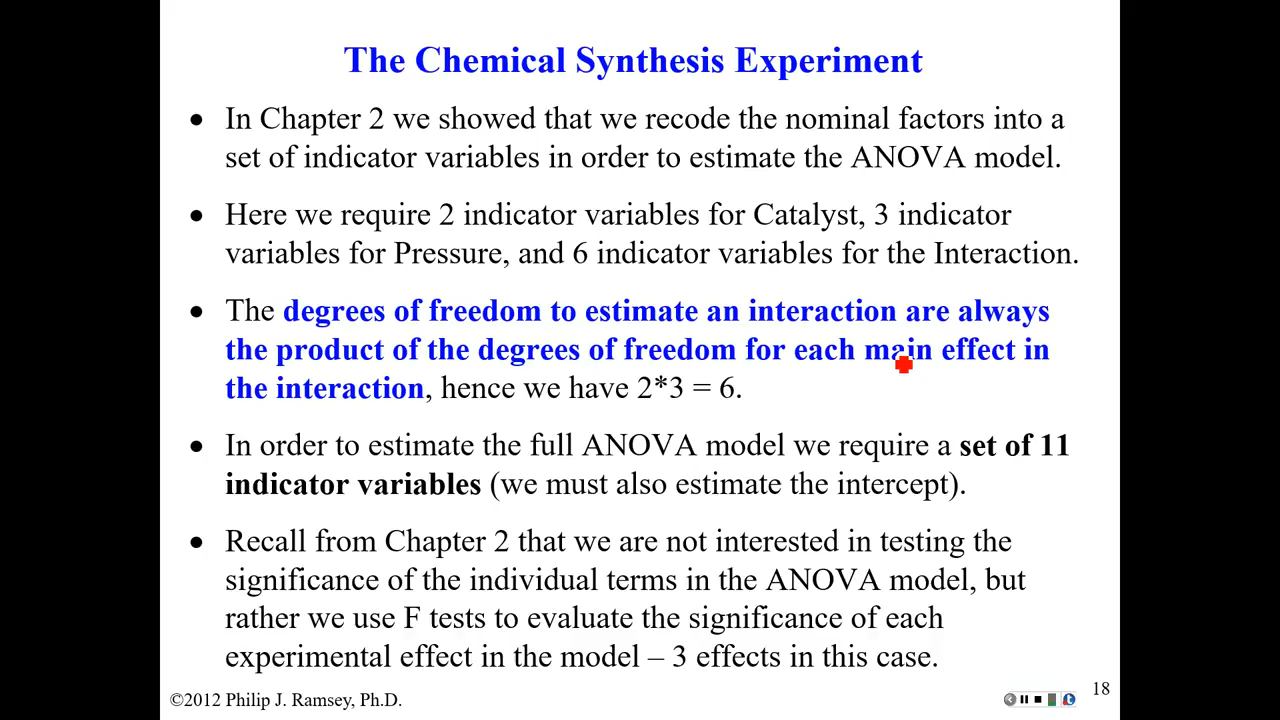 The Chemical Synthesis Experiment
• In Chapter 2 we showed that we recode the nominal factors into a
set of indicator variables in order to estimate the ANOVA model.
• Here we require 2 indicator variables for Catalyst, 3 indicator
variables for Pressure, and 6 indicator variables for the Interaction.
• The degrees of freedom to estimate an interaction are always
the product of the degrees of freedom for each main effect in
the interaction, hence we have 2*3 = 6.
• In order to estimate the full ANOVA model we require a set of 11
indicator variables (we must also estimate the intercept).
• Recall from Chapter 2 that we are not interested in testing the
significance of the individual terms in the ANOVA model, but
rather we use F tests to evaluate the significance of each
experimental effect in the model – 3 effects in this case.
©2012 Philip J. Ramsey, Ph.D.
t
18